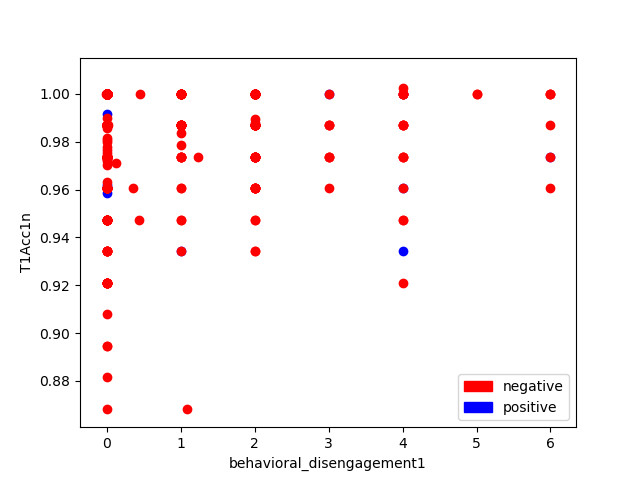 1.00
0.98
0.96
0.94
0.92
0.90
0.88
T1Acc1n
0 1 2 3 4 5 6
behavioral_disengagement1
negative
positive